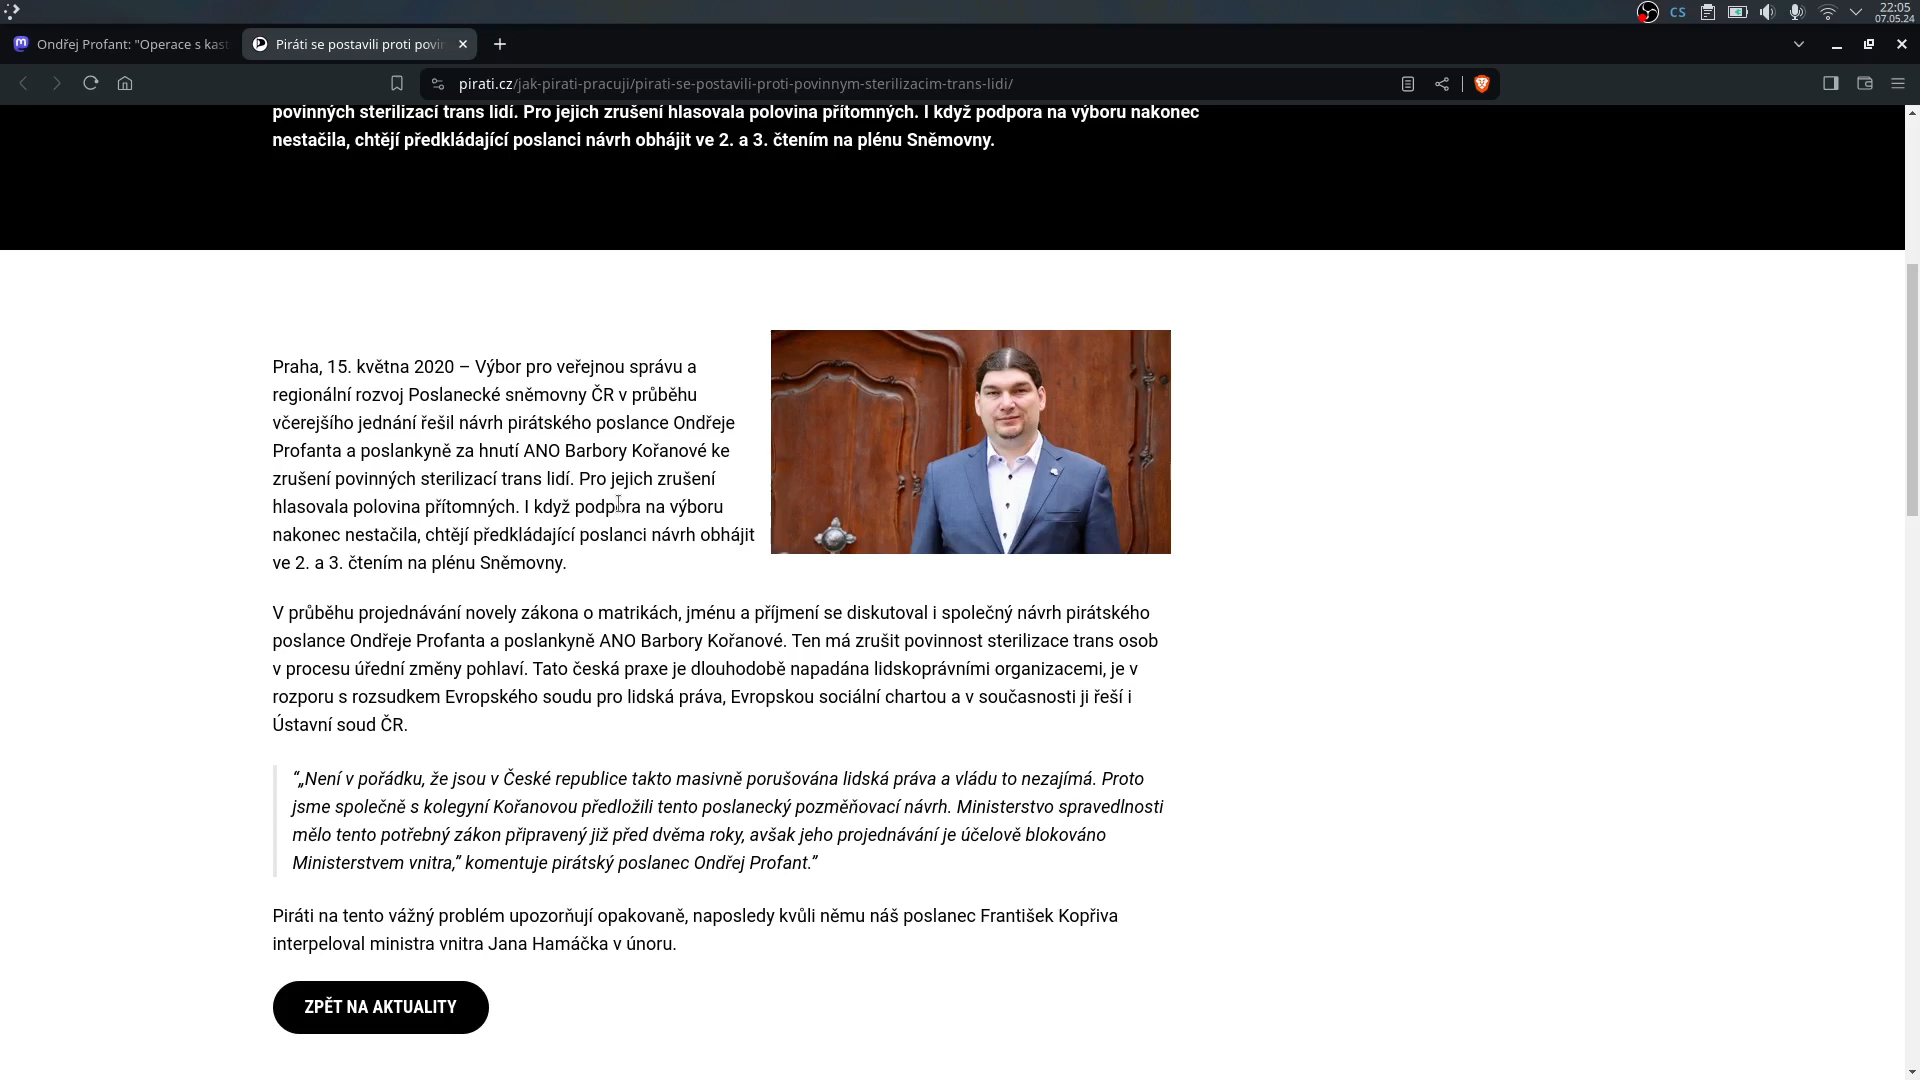 CS
22:05
07.05.24
Ondřej Profant: "Operace s kast
Piráti se postavili proti povin
pirati.cz/jak-pirati-pracuji/pirati-se-postavili-proti-povinnym-sterilizacim-trans-lidi/
povinných sterilizací trans lidí. Pro jejich zrušení hlasovala polovina přítomných. I když podpora na výboru nakonec
nestačila, chtějí předkládající poslanci návrh obhájit ve 2. a 3. čtením na plénu Sněmovny.
Praha, 15. května 2020 – Výbor pro veřejnou správu a
regionální rozvoj Poslanecké sněmovny ČR v průběhu
včerejšího jednání řešil návrh pirátského poslance Ondřeje
Profanta a poslankyně za hnutí ANO Barbory Kořanové ke
zrušení povinných sterilizací trans lidí. Pro jejich zrušení
hlasovala polovina přítomných. I když podpora na výboru
nakonec nestačila, chtějí předkládající poslanci návrh obhájit
ve 2. a 3. čtením na plénu Sněmovny.
V průběhu projednávání novely zákona o matrikách, jménu a příjmení se diskutoval i společný návrh pirátského
poslance Ondřeje Profanta a poslankyně ANO Barbory Kořanové. Ten má zrušit povinnost sterilizace trans osob
v procesu úřední změny pohlaví. Tato česká praxe je dlouhodobě napadána lidskoprávními organizacemi, je v
rozporu s rozsudkem Evropského soudu pro lidská práva, Evropskou sociální chartou a v současnosti ji řeší i
Ústavní soud ČR.
“„Není v pořádku, že jsou v České republice takto masivně porušována lidská práva a vládu to nezajímá. Proto
jsme společně s kolegyní Kořanovou předložili tento poslanecký pozměňovací návrh. Ministerstvo spravedlnosti
mělo tento potřebný zákon připravený již před dvěma roky, avšak jeho projednávání je účelově blokováno
Ministerstvem vnitra,” komentuje pirátský poslanec Ondřej Profant.”
Piráti na tento vážný problém upozorňují opakovaně, naposledy kvůli němu náš poslanec František Kopřiva
interpeloval ministra vnitra Jana Hamáčka v únoru.
ZPĚT NA AKTUALITY